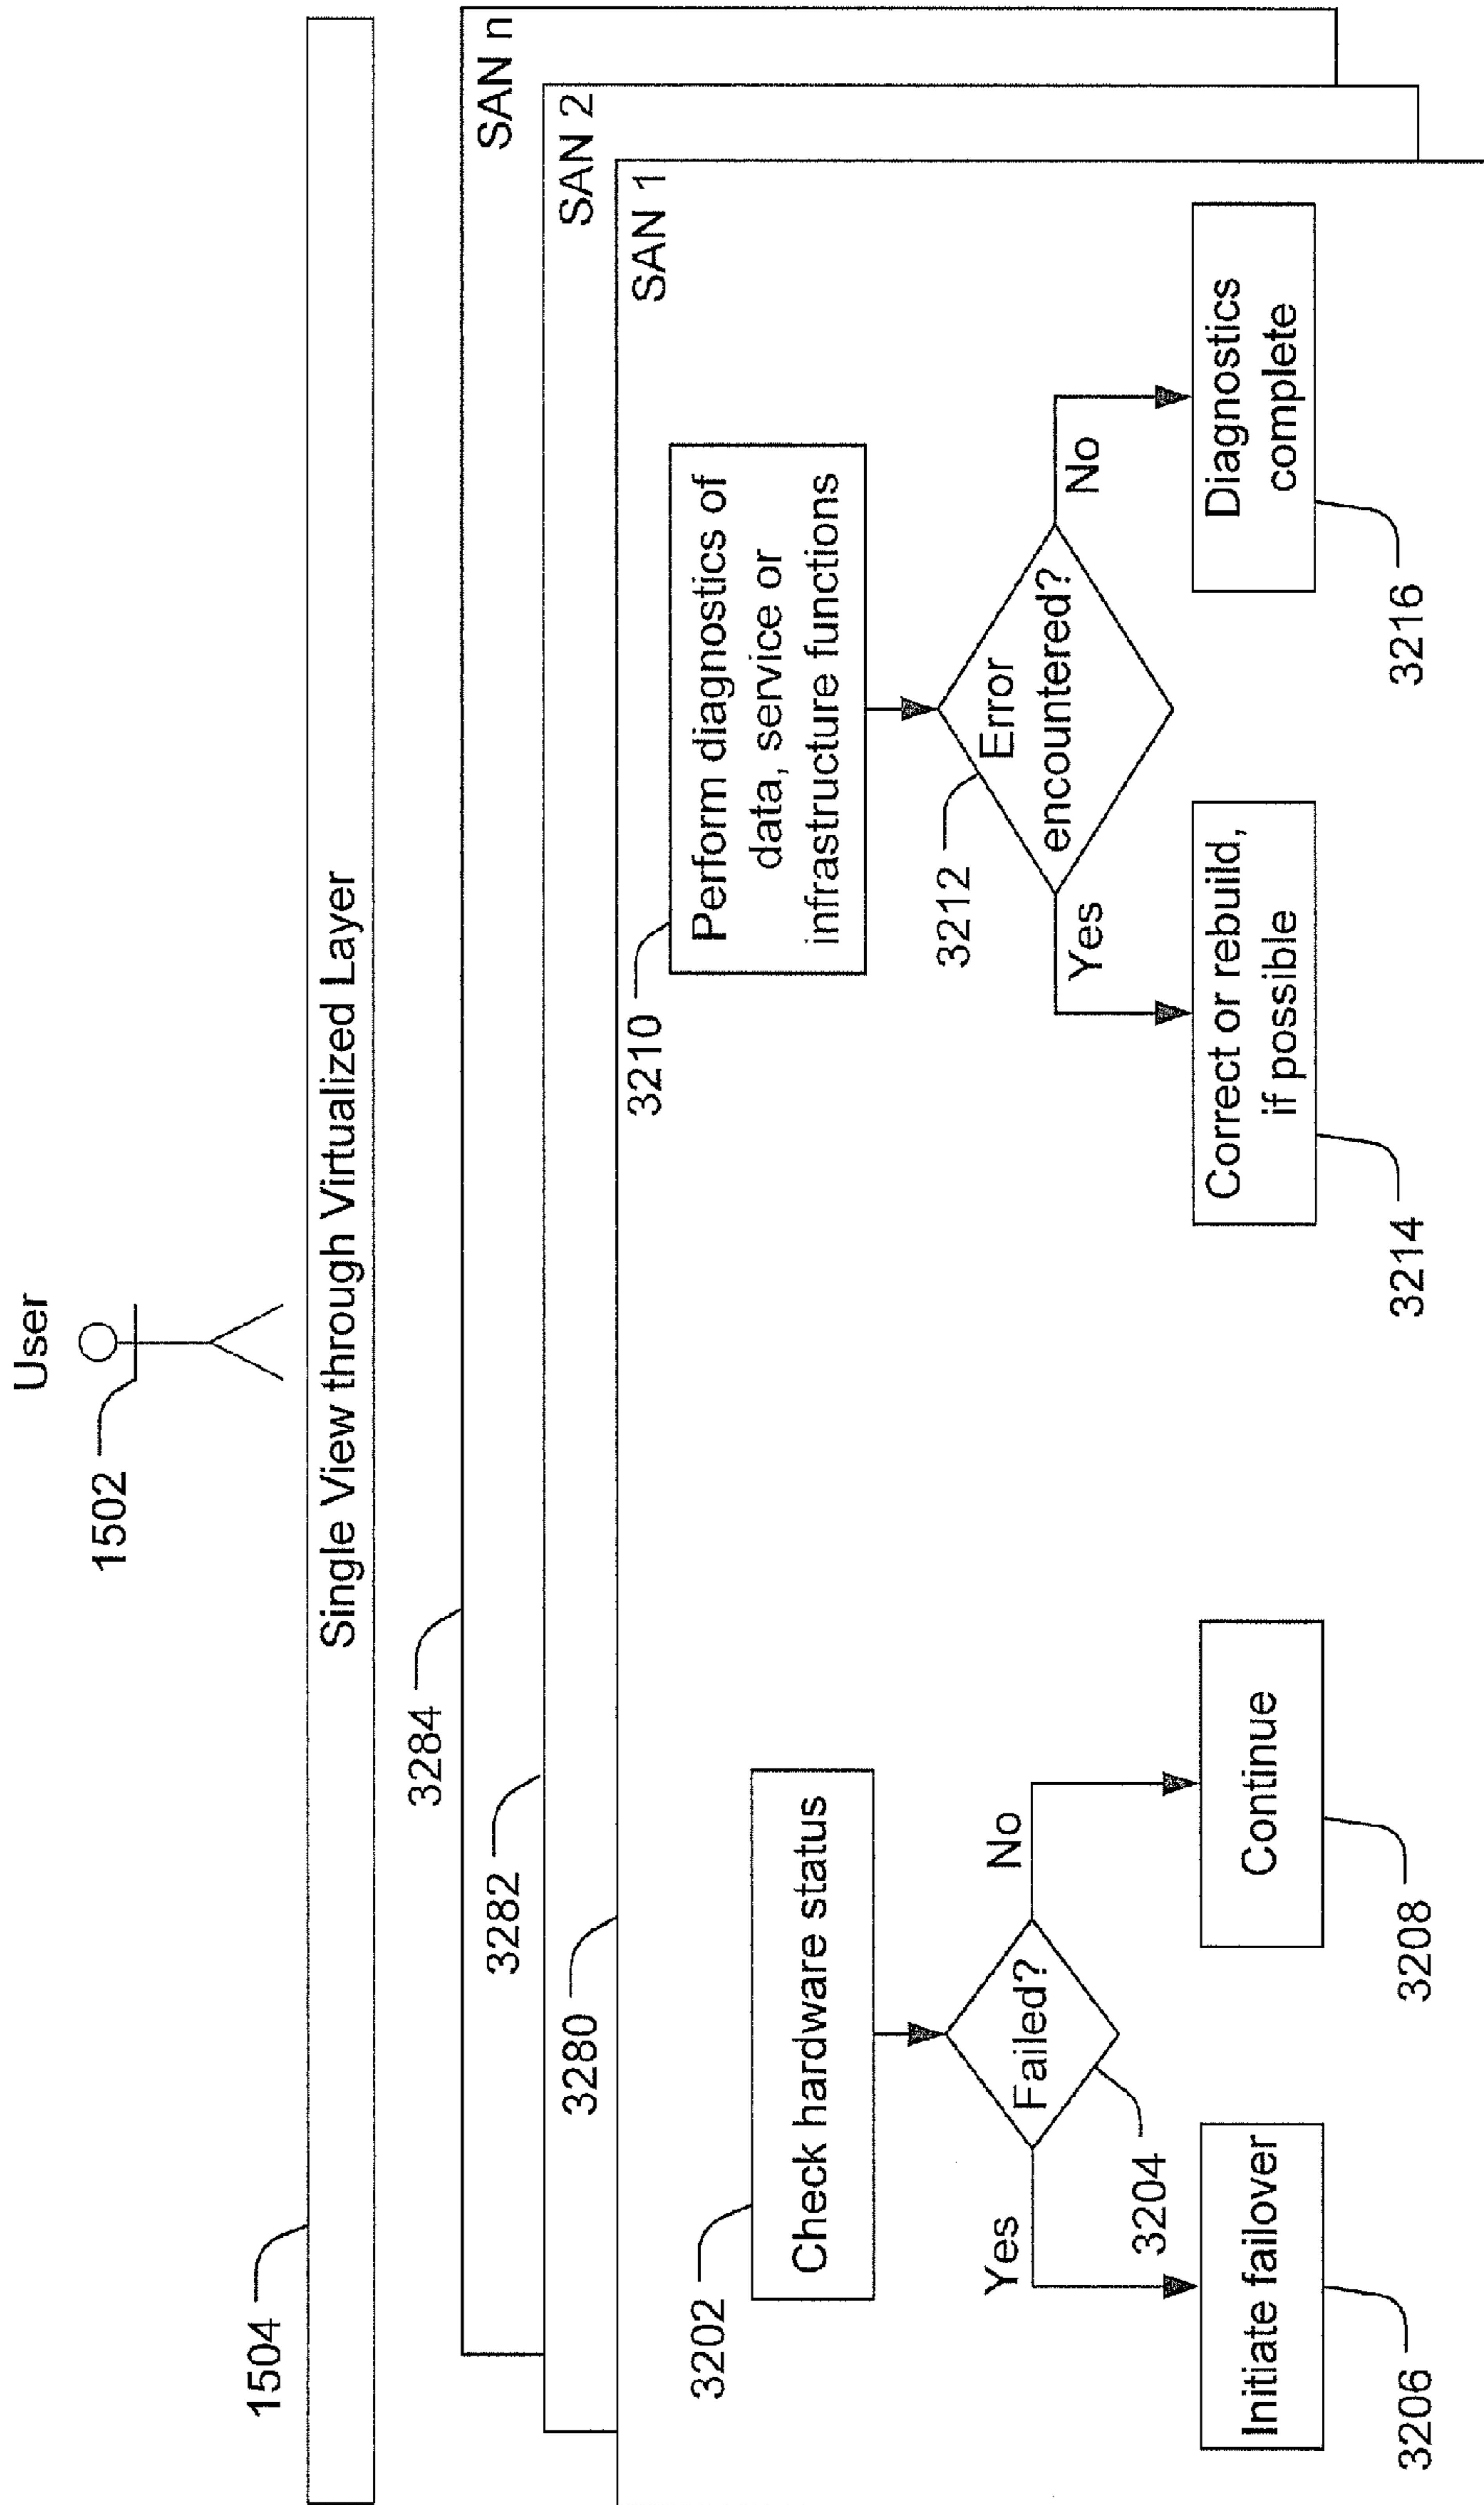 User
1502
1504
Single View through Virtualized Layer
3284
SAN n
3282
SAN 2
3280
SAN 1
3202
Check hardware status
Failed?
3204
Yes
No
Initiate failover
3206
Continue
3208
3210
Perform diagnostics of
data, service or
infrastructure functions
3212
Error
encountered?
Yes
No
Correct or rebuild,
if possible
3214
Diagnostics
complete
3216